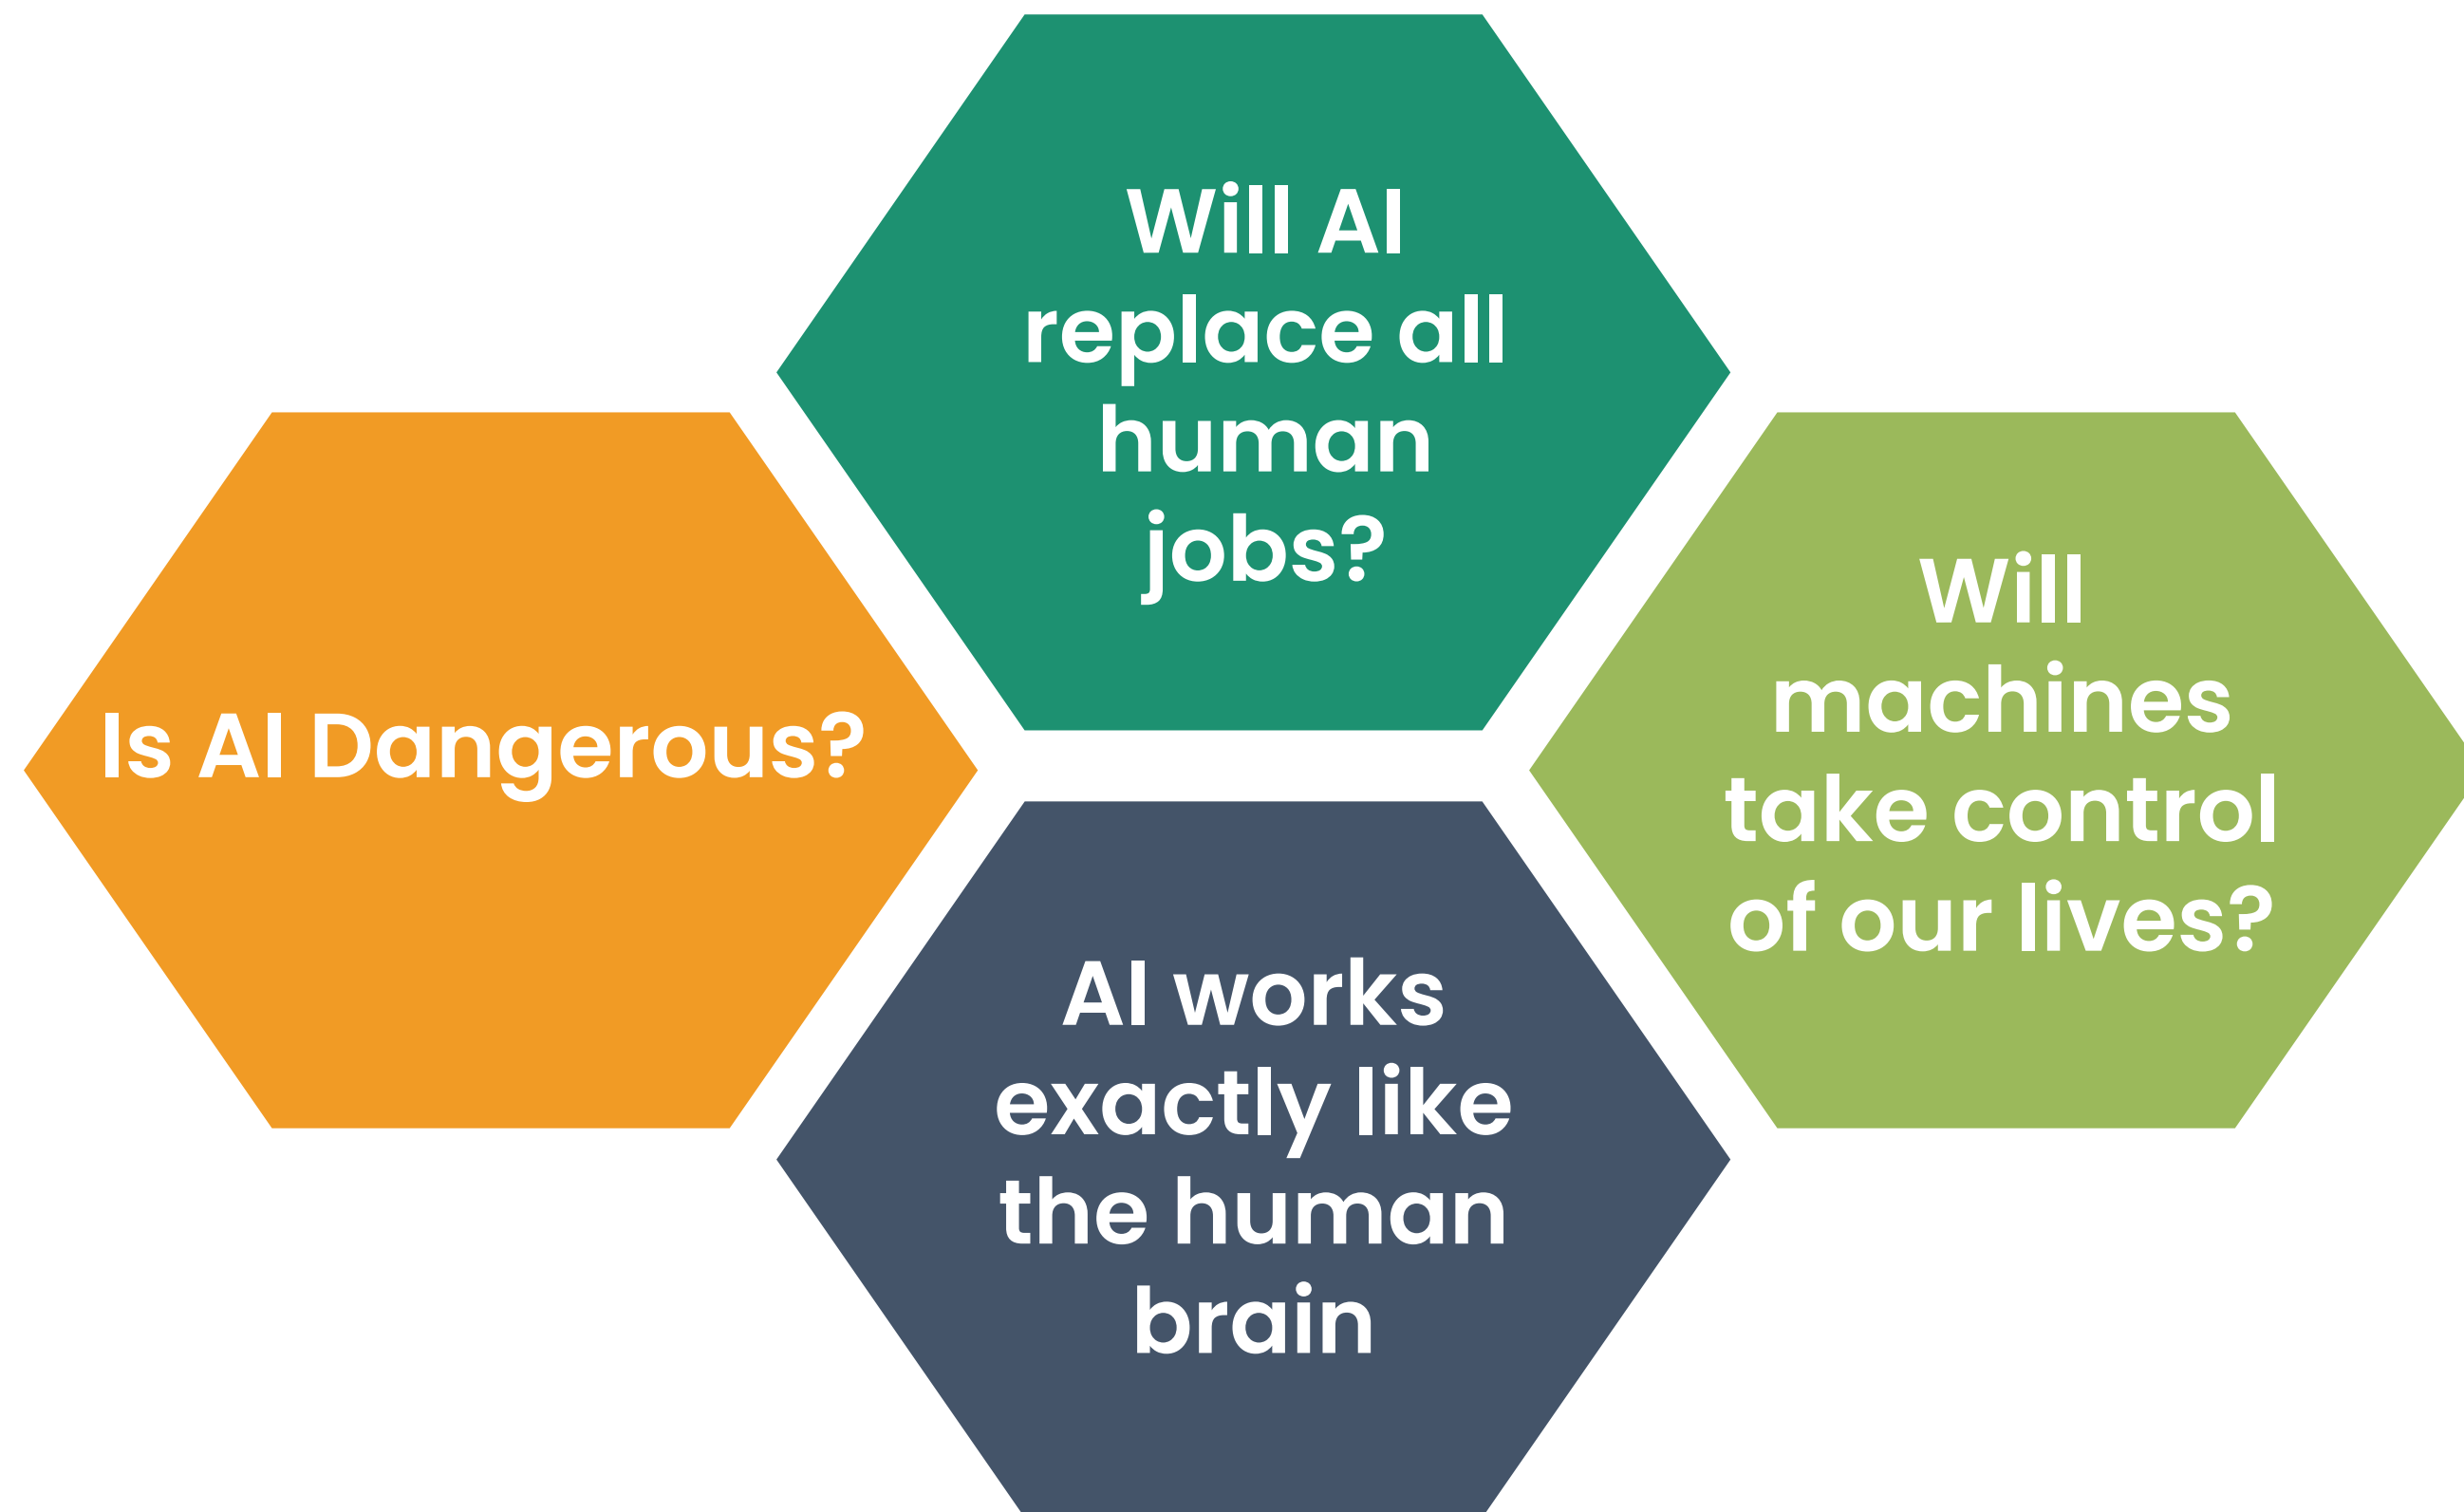 Will AI
replace all
human
jobs?
Is AI Dangerous?
Will
machines
take control
of our lives?
AI works
exactly like
the human
brain